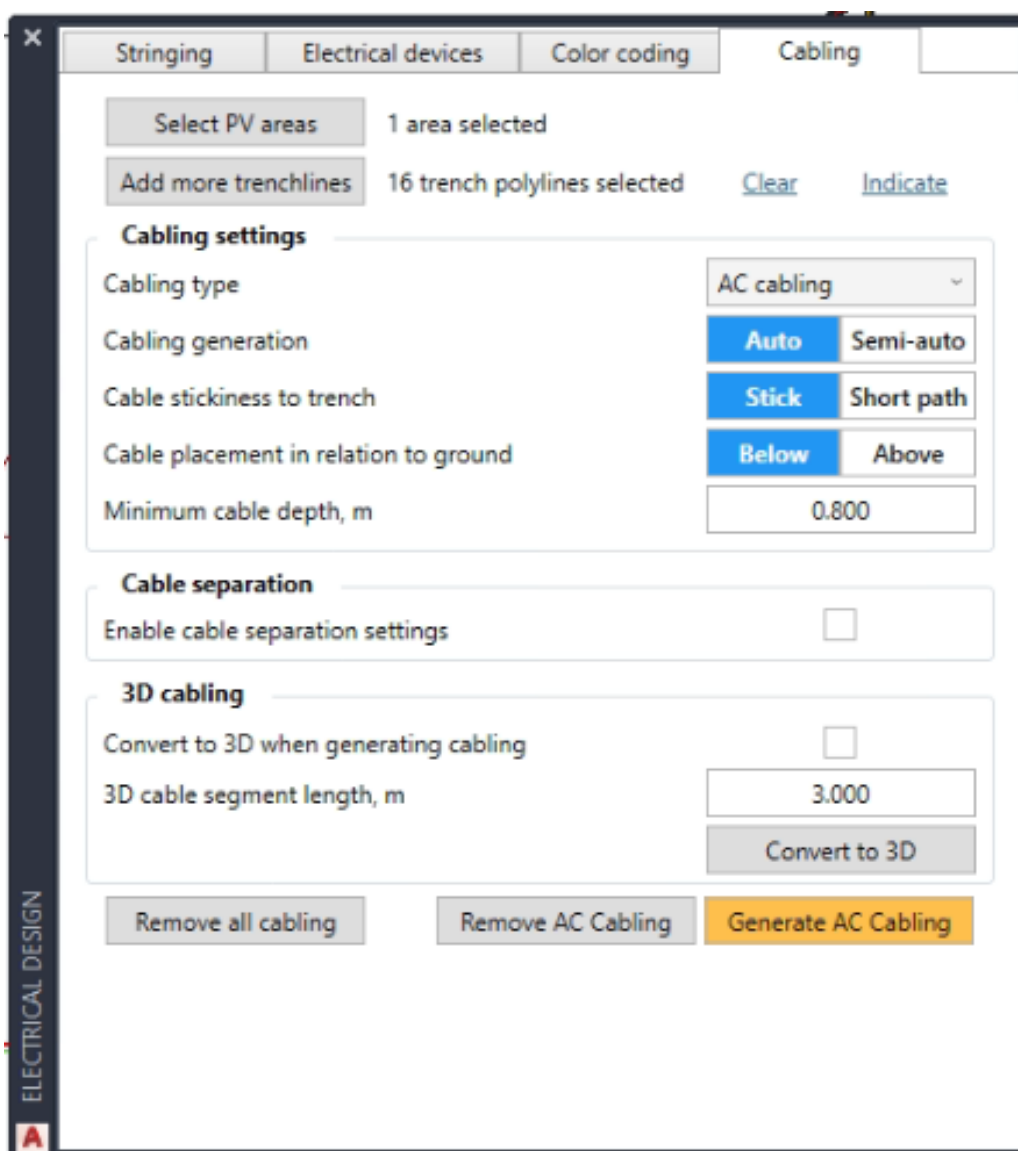 Stringing Electrical devices Color coding Cabling
Select PV areas 1 area selected
Add more trenchlines 16 trench polylines selected Clear Indicate
Cabling settings
Cabling type AC cabling
Cabling generation Auto Semi-auto
Cable stickiness to trench Stick Short path
Cable placement in relation to ground Below Above
Minimum cable depth, m 0.800
Cable separation
Enable cable separation settings
3D cabling
Convert to 3D when generating cabling
3D cable segment length, m 3.000
Convert to 3D
Remove all cabling Remove AC Cabling Generate AC Cabling
ELECTRICAL DESIGN
A